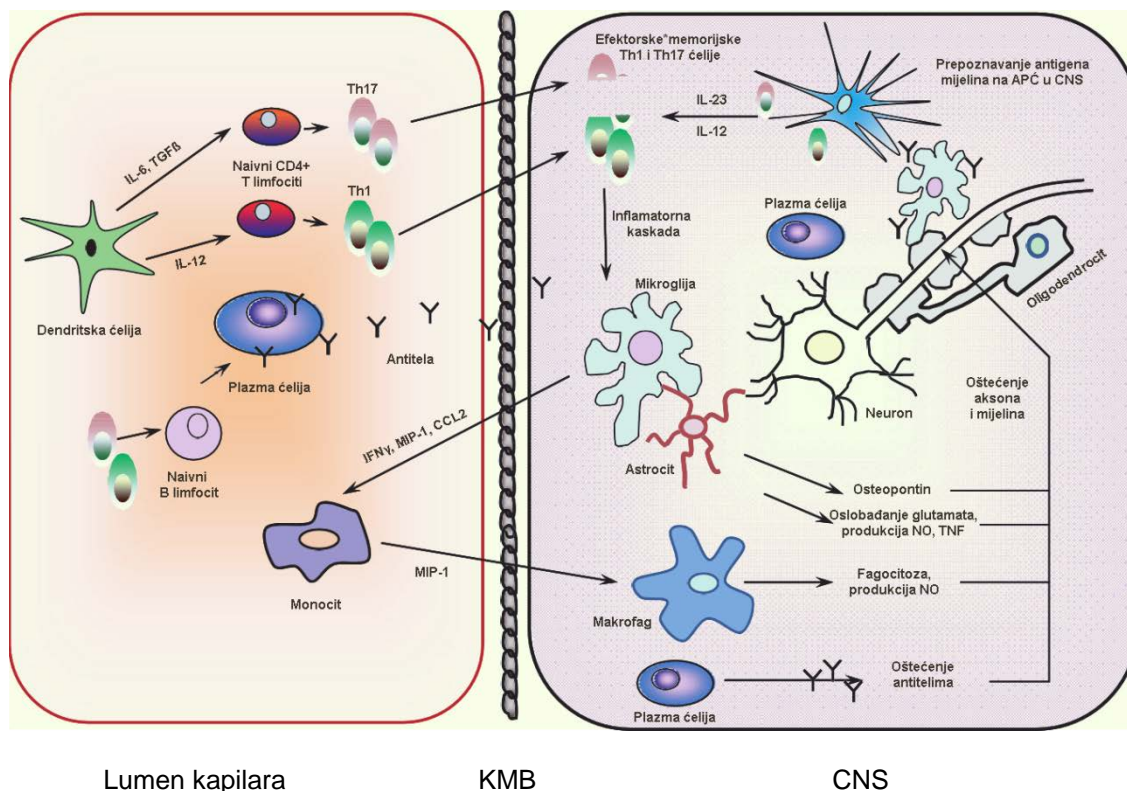 Th17
IL-6, TGFß
Naivni CD4+
T limfociti
Th1
IL-12
Dendritska ćelija
Plazma ćelija
Antitela
Naivni
B limfocit
IFNγ, MIP-1, CCL2
Monocit
MIP-1
Efektorske*memorijske
Th1 i Th17 ćelije
Prepoznavanje antigena
mijelina na APĆ u CNS
IL-23
IL-12
Inflamatorna
kaskada
Plazma ćelija
Oligodendrocit
Mikroglija
Neuron
Oštećenje
aksona
i mijelina
Astrocit
Osteopontin
Oslobađanje glutamata,
produkcija NO, TNF
Fagocitoza,
produkcija NO
Makrofag
Oštećenje
antitelima
Plazma ćelija
Lumen kapilara KMB CNS